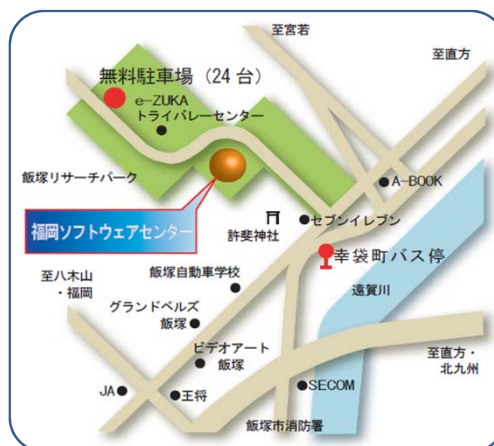 至宮若
至直方
無料駐車場（24 台）
e-ZUKA
トライバレーセンター
A-BOOK
飯塚リサーチパーク
セブンイレブン
許斐神社
福岡ソフトウェアセンター
幸袋町バス停
飯塚自動車学校
遠賀川
至八木山
・福岡
グランドベルズ
飯塚
ビデオアート
飯塚
至直方・
北九州
JA
王将
SECOM
飯塚市消防署